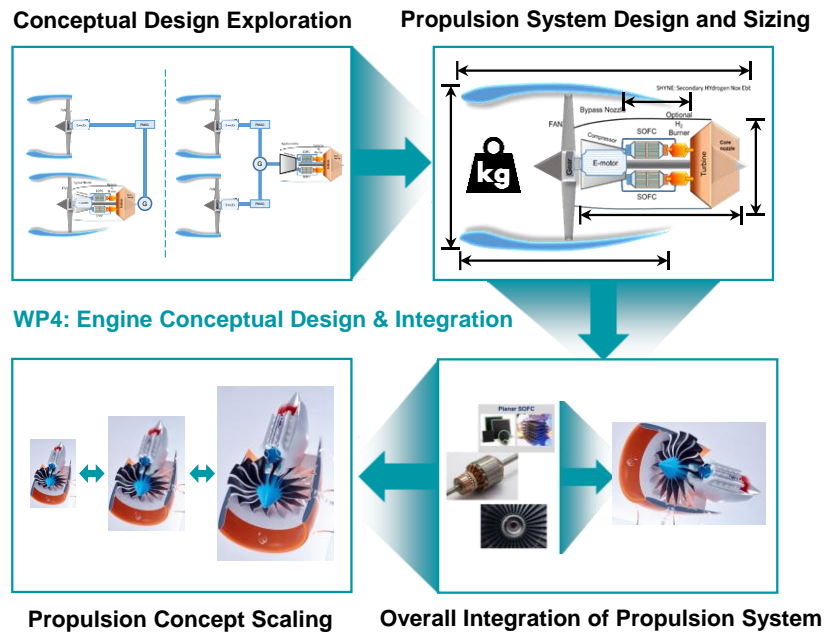 Conceptual Design Exploration
Propulsion System Design and Sizing
G
G
SHYNE: Secondary HYdrogen Nox Ebt
Bypass Nozzle
FAN
Optional
H2
Burner
Compressor
SOFC
Core
nozzle
Gear
E-motor
Turbine
SOFC
kg
WP4: Engine Conceptual Design & Integration
Planar SOFC
Propulsion Concept Scaling
Overall Integration of Propulsion System